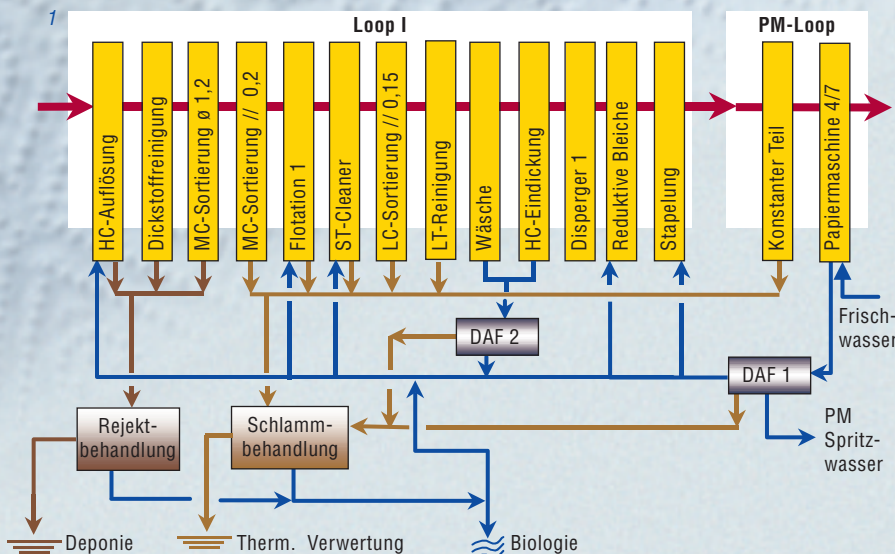 1
Loop I
PM-Loop
HC-Auflösung
Dickstoffreinigung
MC-Sortierung ø 1,2
MC-Sortierung // 0,2
Flotation 1
ST-Cleaner
LC-Sortierung // 0,15
LT-Reinigung
Wäsche
HC-Eindickung
Disperger 1
Reduktive Bleiche
Stapelung
Konstanter Teil
Papiermaschine 4/7
Frisch-
wasser
DAF 2
DAF 1
Rejekt-
behandlung
Schlamm-
behandlung
PM
Spritz-
wasser
Deponie
Therm. Verwertung
Biologie